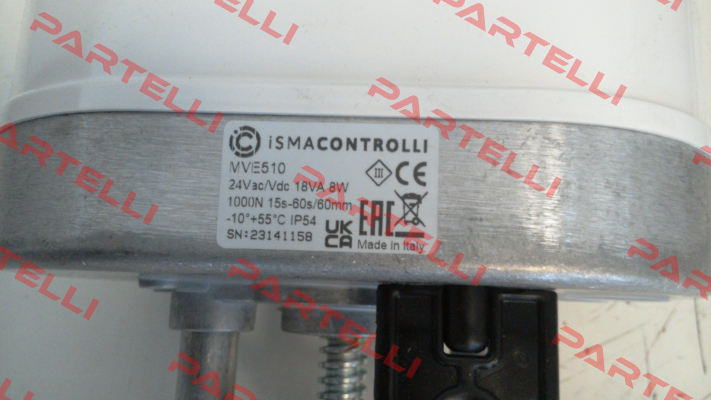 iSMACONTROLLI
MVE510
24Vac/Vdc 18VA 8W
1000N 15s-60s/60mm
-10°+55°C IP54
SN:23141158
III
CE
UK
CA
EAC
Made in Italy
PARTELLI
PARTELLI
PARTELLI
PARTELLI
PARTELLI
PARTELLI
PARTELLI
PARTELLI